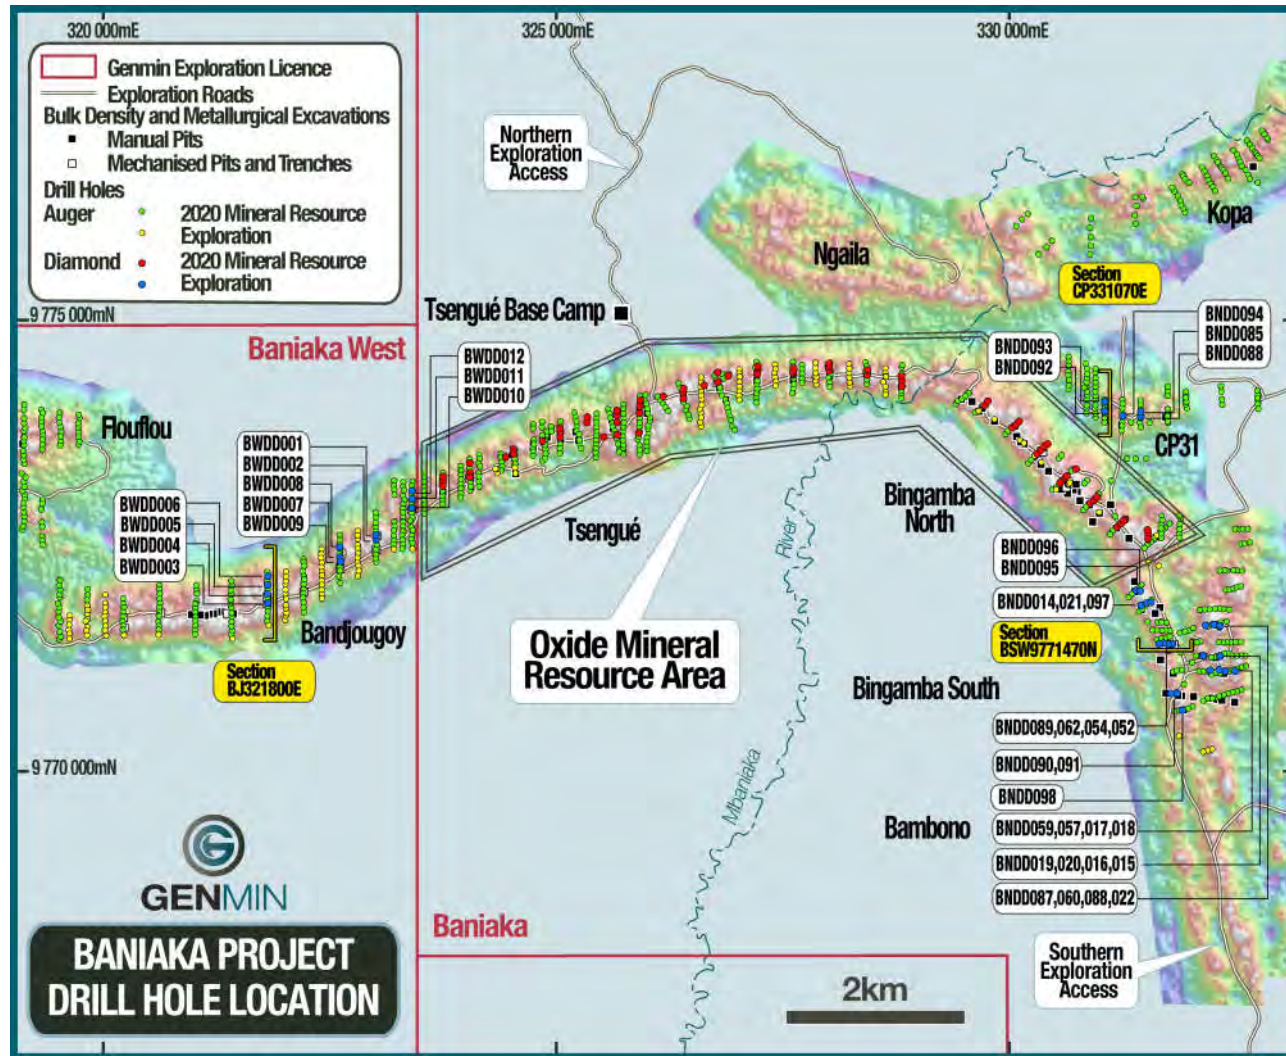 320 000mE
325 000mE
330 000mE
Genmin Exploration Licence
Exploration Roads
Bulk Density and Metallurgical Excavations
Manual Pits
Mechanised Pits and Trenches
Drill Holes
Auger
2020 Mineral Resource
Exploration
Diamond
2020 Mineral Resource
Exploration
Northern
Exploration
Access
Kopa
Ngaila
Section
CP331070E
9 775 000mN
Tsengué Base Camp
Baniaka West
BWDD012
BWDD011
BWDD010
BNDD093
BNDD092
BNDD094
BNDD085
BNDD088
Flouflou
CP31
BWDD001
BWDD002
BWDD008
BWDD007
BWDD009
BWDD006
BWDD005
BWDD004
BWDD003
Tsengué
Bingamba
North
River
BNDD096
BNDD095
BNDD014,021,097
Bandjougoy
Section
BJ321800E
Oxide Mineral
Resource Area
Section
BSW9771470N
Bingamba South
BNDD089,062,054,052
BNDD090,091
BNDD098
9 770 000mN
Mbaniaka
Bambono
BNDD059,057,017,018
BNDD019,020,016,015
BNDD087,060,088,022
G
GENMIN
Baniaka
BANIAKA PROJECT
DRILL HOLE LOCATION
Southern
Exploration
Access
2km